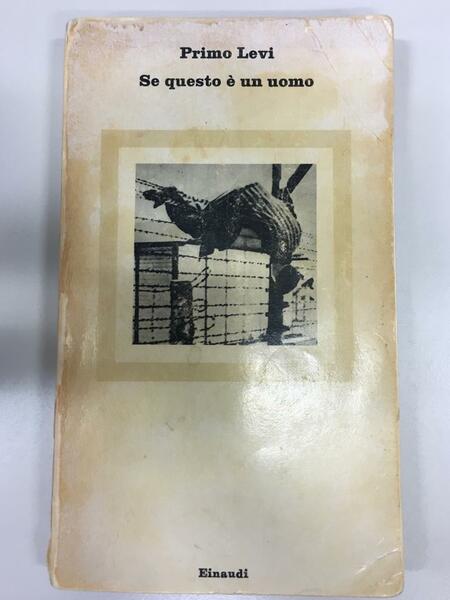 Primo Levi
Se questo è un uomo
Einaudi